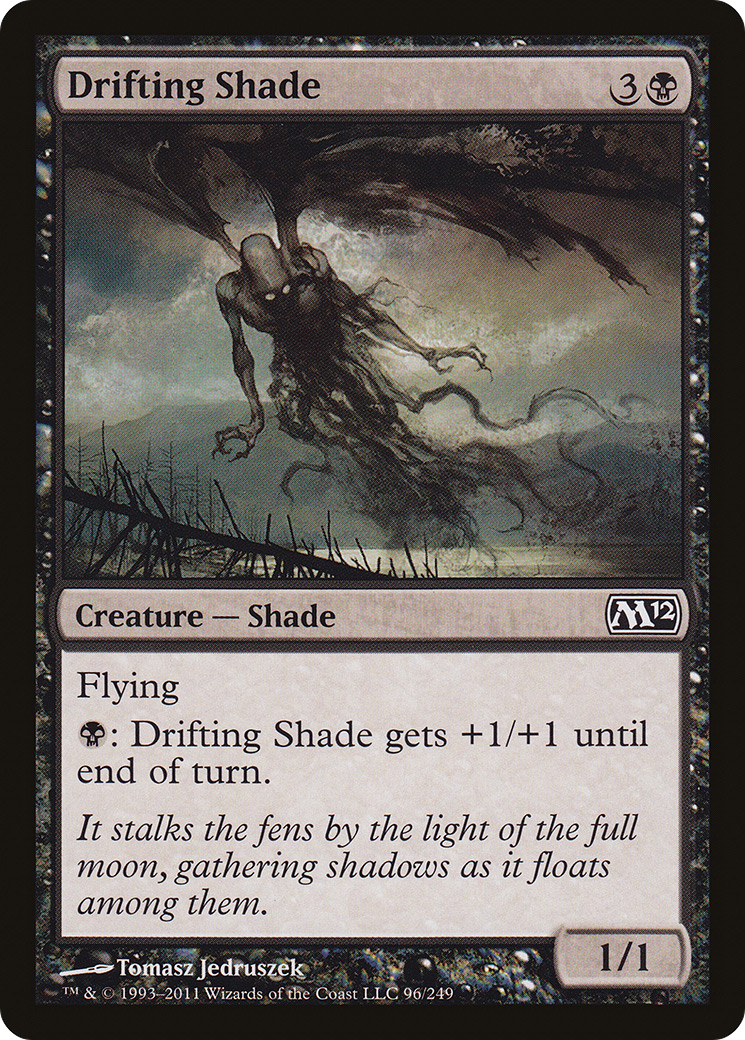 Drifting Shade 3
Creature — Shade M12
Flying
: Drifting Shade gets +1/+1 until
end of turn.
It stalks the fens by the light of the full
moon, gathering shadows as it floats
among them.
1/1
Tomasz Jedruszek
™ & © 1993–2011 Wizards of the Coast LLC 96/249